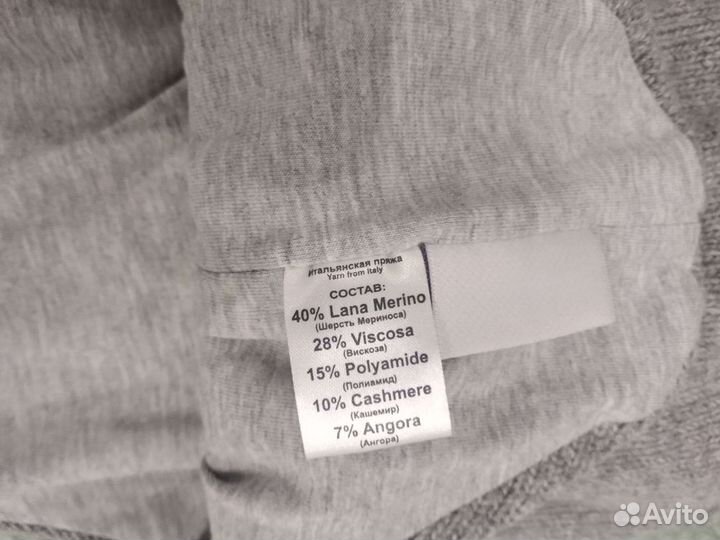 итальянская пряжа
Yarn from italy
СОСТАВ:
40% Lana Merino
(Шерсть Мериноса)
28% Viscosa
(Вискоза)
15% Polyamide
(Полиамид)
10% Cashmere
(Кашемир)
7% Angora
(Ангора)
Avito